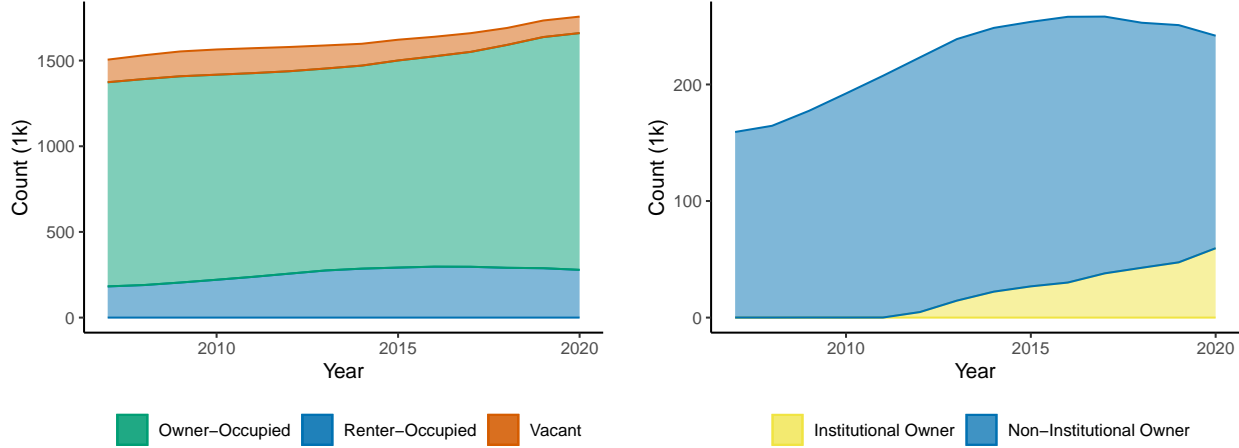 Count (1k)
1500
1000
500
0
2010
2015
2020
Year
Owner−Occupied
Renter−Occupied
Vacant
Count (1k)
200
100
0
2010
2015
2020
Year
Institutional Owner
Non−Institutional Owner